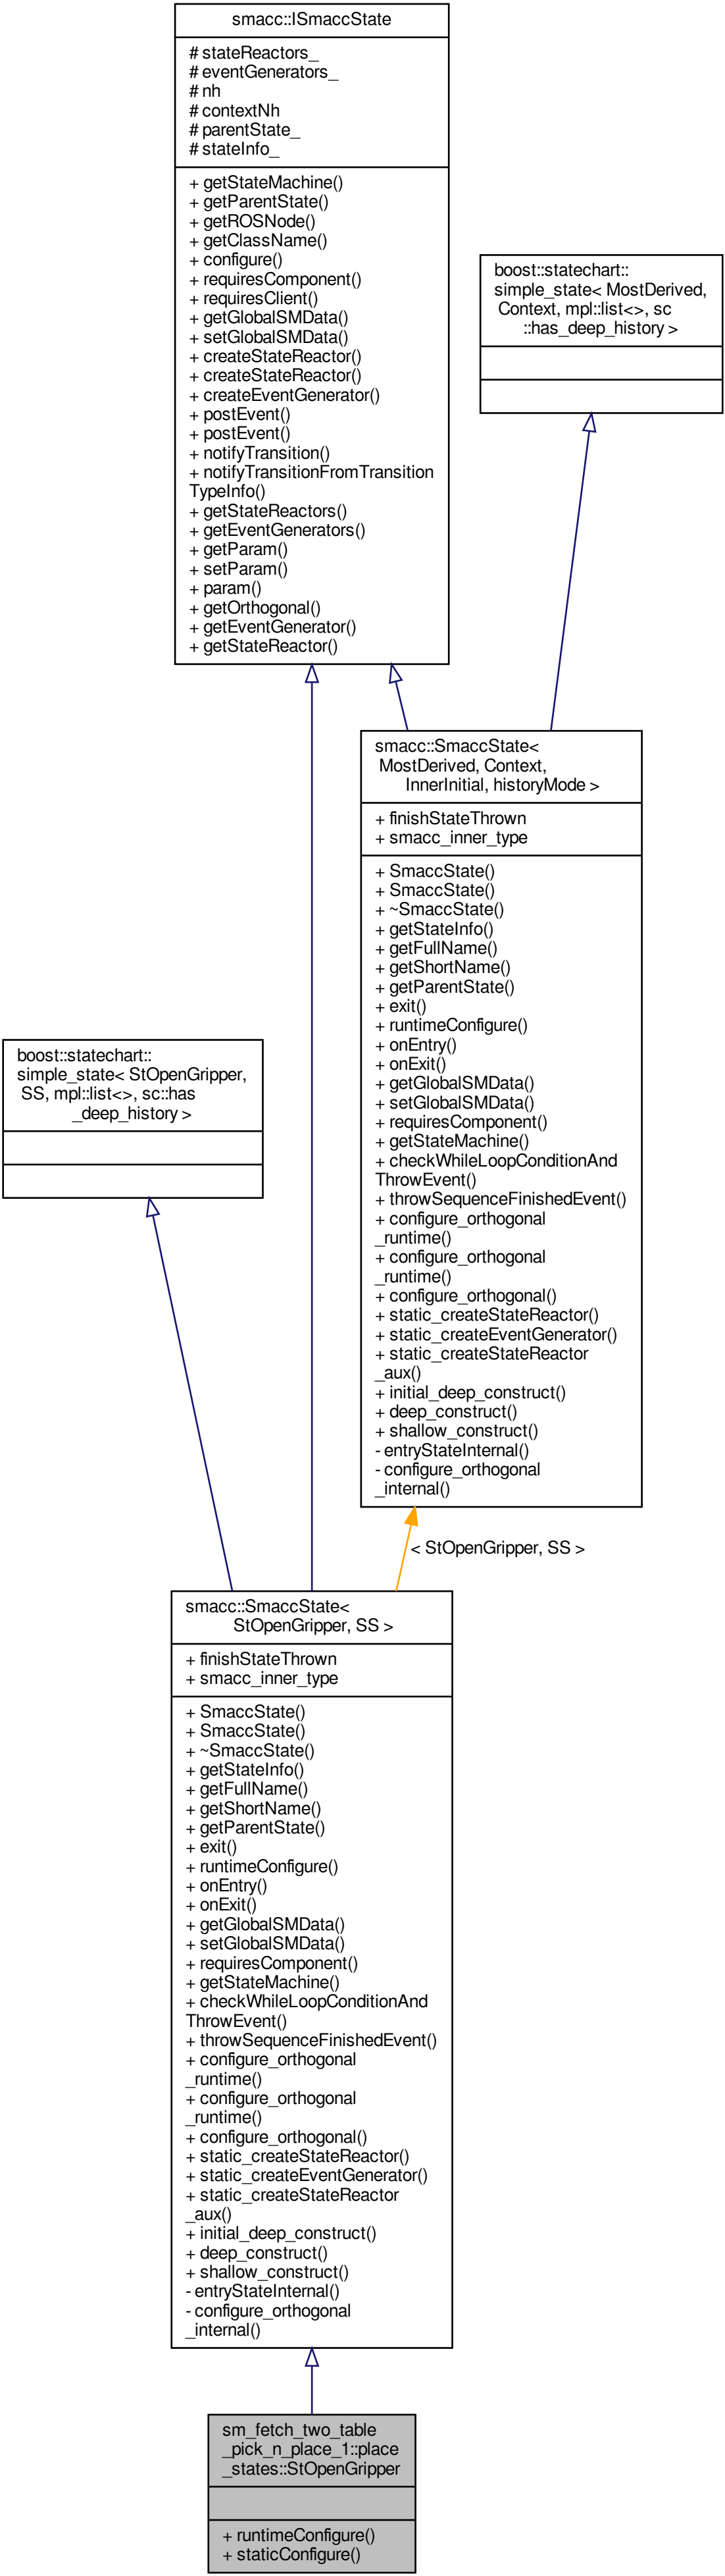 smacc::ISmaccState
# stateReactors_
# eventGenerators_
# nh
# contextNh
# parentState_
# stateInfo_
+ getStateMachine()
+ getParentState()
+ getROSNode()
+ getClassName()
+ configure()
+ requiresComponent()
+ requiresClient()
+ getGlobalSMData()
+ setGlobalSMData()
+ createStateReactor()
+ createStateReactor()
+ createEventGenerator()
+ postEvent()
+ postEvent()
+ notifyTransition()
+ notifyTransitionFromTransition
TypeInfo()
+ getStateReactors()
+ getEventGenerators()
+ getParam()
+ setParam()
+ param()
+ getOrthogonal()
+ getEventGenerator()
+ getStateReactor()
boost::statechart::
simple_state< MostDerived,
Context, mpl::list<>, sc
::has_deep_history >
smacc::SmaccState<
MostDerived, Context,
InnerInitial, historyMode >
+ finishStateThrown
+ smacc_inner_type
+ SmaccState()
+ SmaccState()
+ ~SmaccState()
+ getStateInfo()
+ getFullName()
+ getShortName()
+ getParentState()
+ exit()
+ runtimeConfigure()
+ onEntry()
+ onExit()
+ getGlobalSMData()
+ setGlobalSMData()
+ requiresComponent()
+ getStateMachine()
+ checkWhileLoopConditionAnd
ThrowEvent()
+ throwSequenceFinishedEvent()
+ configure_orthogonal
_runtime()
+ configure_orthogonal
_runtime()
+ configure_orthogonal()
+ static_createStateReactor()
+ static_createEventGenerator()
+ static_createStateReactor
_aux()
+ initial_deep_construct()
+ deep_construct()
+ shallow_construct()
- entryStateInternal()
- configure_orthogonal
_internal()
boost::statechart::
simple_state< StOpenGripper,
SS, mpl::list<>, sc::has
_deep_history >
< StOpenGripper, SS >
smacc::SmaccState<
StOpenGripper, SS >
+ finishStateThrown
+ smacc_inner_type
+ SmaccState()
+ SmaccState()
+ ~SmaccState()
+ getStateInfo()
+ getFullName()
+ getShortName()
+ getParentState()
+ exit()
+ runtimeConfigure()
+ onEntry()
+ onExit()
+ getGlobalSMData()
+ setGlobalSMData()
+ requiresComponent()
+ getStateMachine()
+ checkWhileLoopConditionAnd
ThrowEvent()
+ throwSequenceFinishedEvent()
+ configure_orthogonal
_runtime()
+ configure_orthogonal
_runtime()
+ configure_orthogonal()
+ static_createStateReactor()
+ static_createEventGenerator()
+ static_createStateReactor
_aux()
+ initial_deep_construct()
+ deep_construct()
+ shallow_construct()
- entryStateInternal()
- configure_orthogonal
_internal()
sm_fetch_two_table
_pick_n_place_1::place
_states::StOpenGripper
+ runtimeConfigure()
+ staticConfigure()